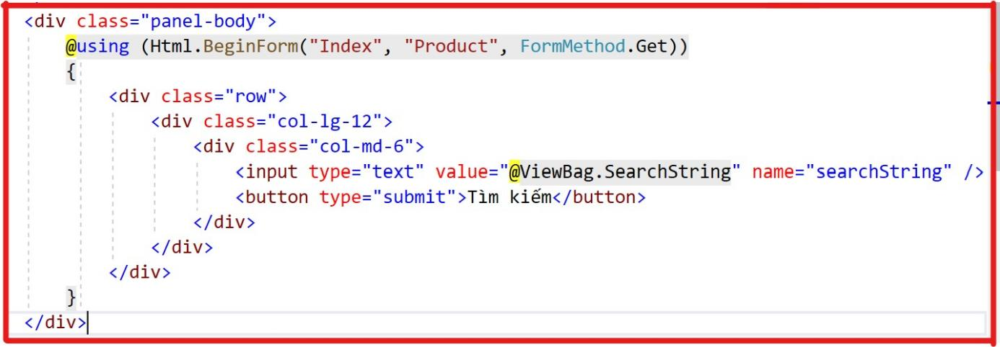 <div class="panel-body">
@using (Html.BeginForm("Index", "Product", FormMethod.Get))
{
<div class="row">
<div class="col-lg-12">
<div class="col-md-6">
<input type="text" value="@ViewBag.SearchString" name="searchString" />
<button type="submit">Tìm kiếm</button>
</div>
</div>
</div>
}
</div>